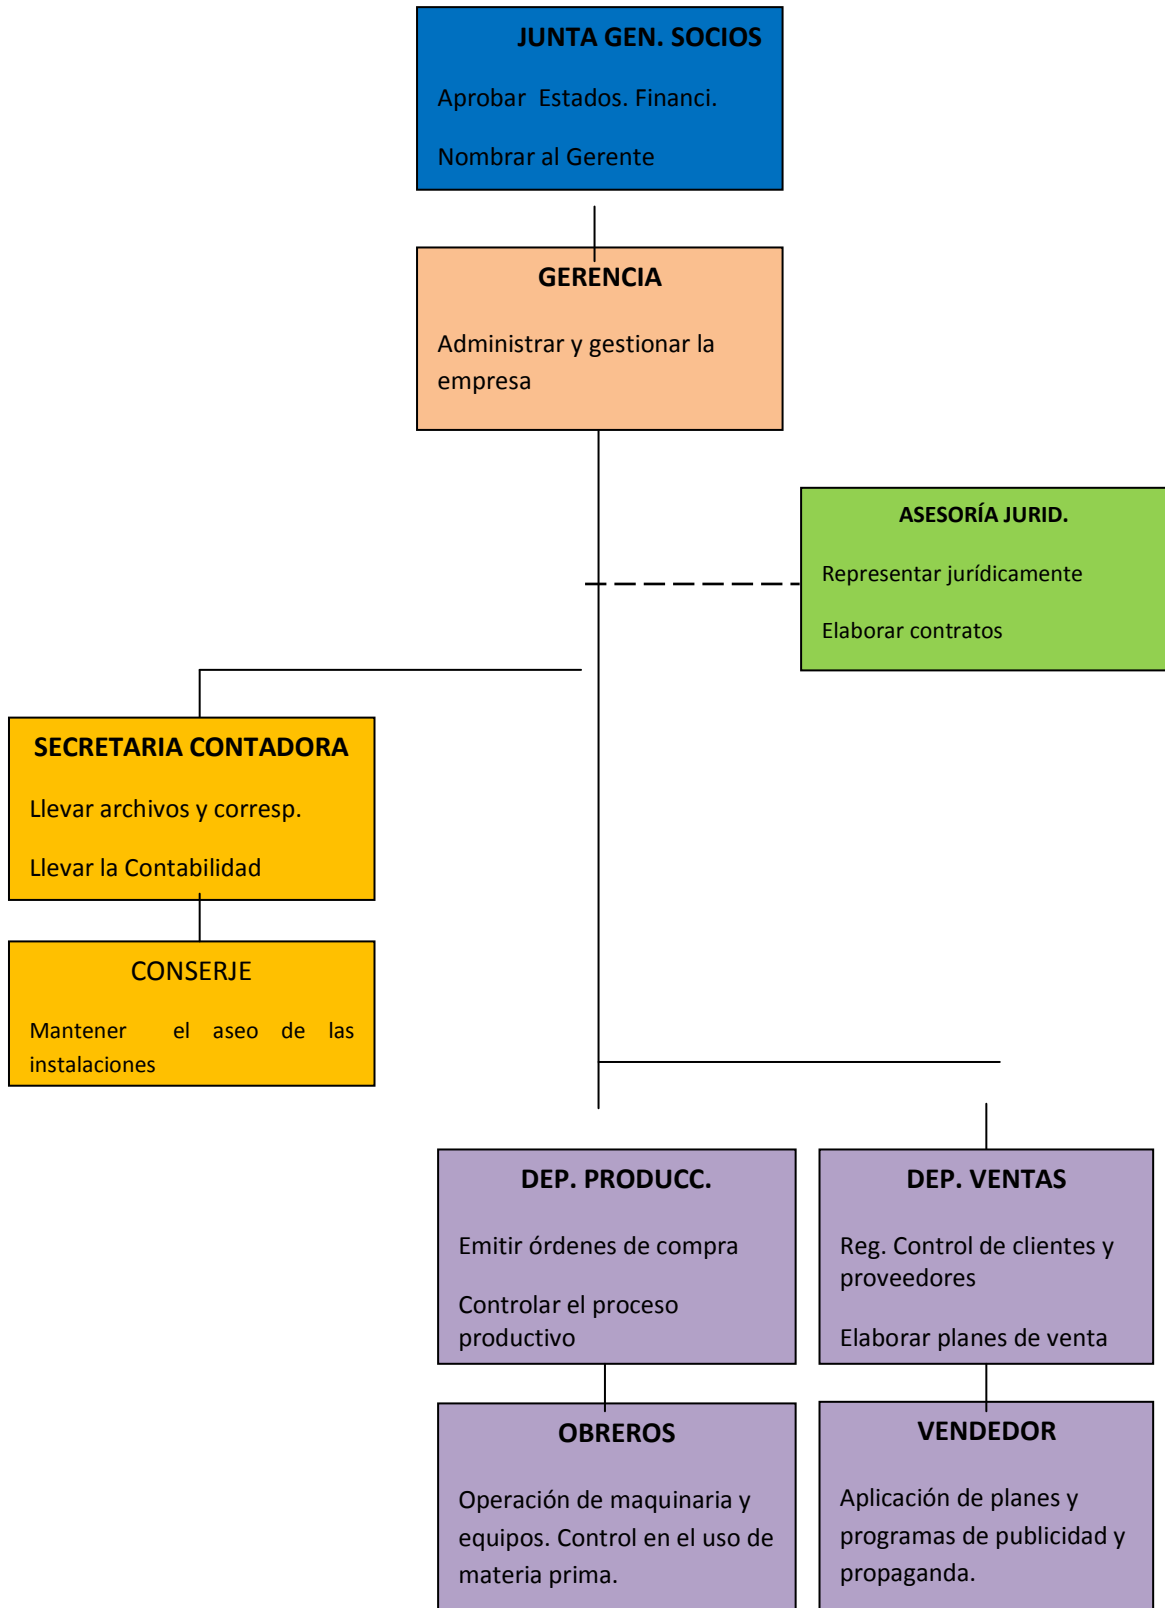 JUNTA GEN. SOCIOS
Aprobar Estados. Financi.
Nombrar al Gerente
GERENCIA
Administrar y gestionar la
empresa
ASESORÍA JURID.
Representar jurídicamente
Elaborar contratos
SECRETARIA CONTADORA
Llevar archivos y corresp.
Llevar la Contabilidad
CONSERJE
Mantener el aseo de las
instalaciones
DEP. PRODUCC.
Emitir órdenes de compra
Controlar el proceso
productivo
DEP. VENTAS
Reg. Control de clientes y
proveedores
Elaborar planes de venta
OBREROS
Operación de maquinaria y
equipos. Control en el uso de
materia prima.
VENDEDOR
Aplicación de planes y
programas de publicidad y
propaganda.